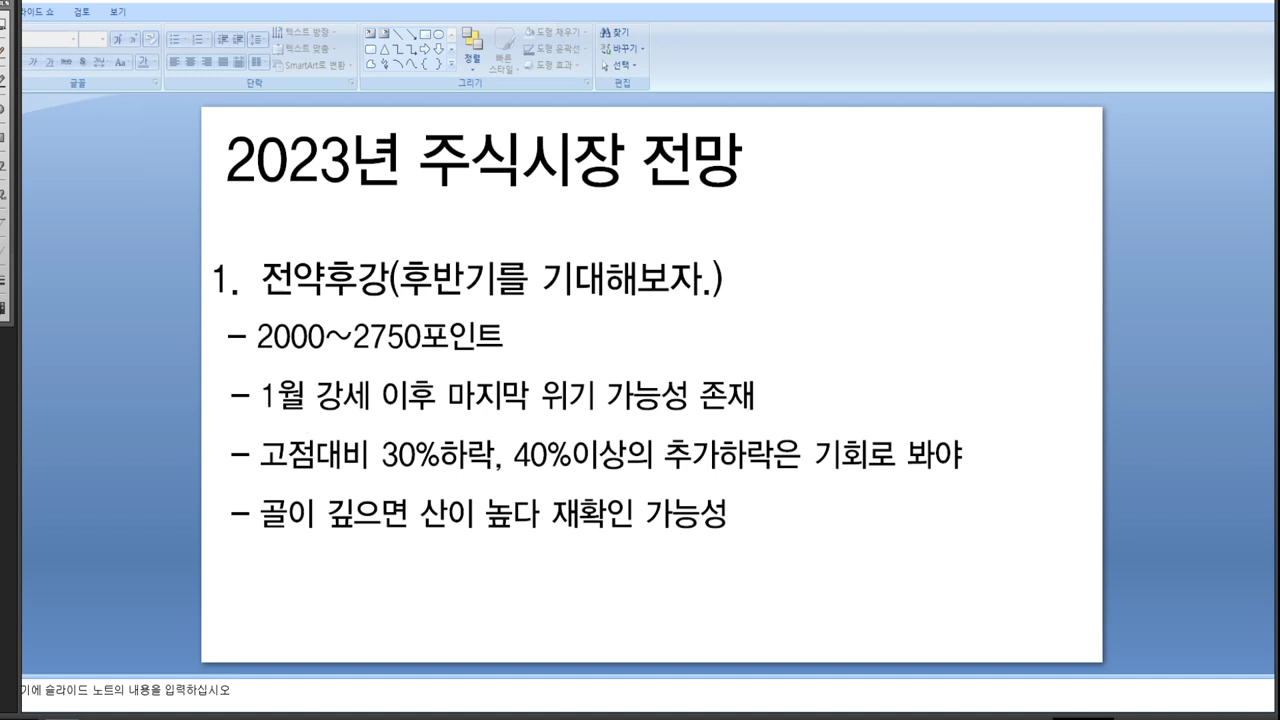 라이드 쇼 검토 보기
텍스트 방향
텍스트 맞춤
SmartArt로 변환
정렬
빠른
스타일
도형 채우기
도형 윤곽선
도형 효과
찾기
바꾸기
선택
글꼴 단락 그리기 편집
2023년 주식시장 전망
1. 전약후강(후반기를 기대해보자.)
- 2000~2750포인트
- 1월 강세 이후 마지막 위기 가능성 존재
- 고점대비 30%하락, 40%이상의 추가하락은 기회로 봐야
- 골이 깊으면 산이 높다 재확인 가능성
기에 슬라이드 노트의 내용을 입력하십시오